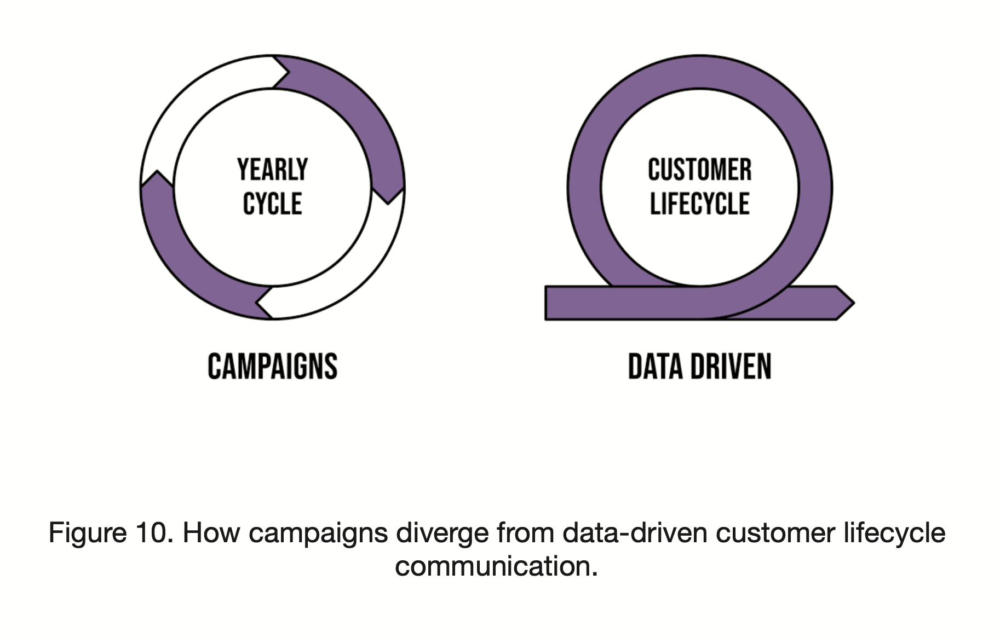 YEARLY
CYCLE
CUSTOMER
LIFECYCLE
CAMPAIGNS
DATA DRIVEN
Figure 10. How campaigns diverge from data-driven customer lifecycle
communication.